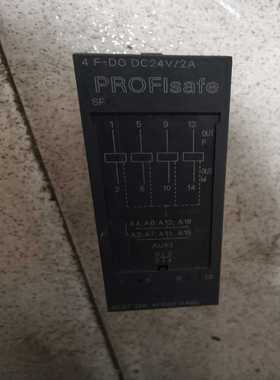 4 F-DO DC24V/2A
PROFIsafe
SF
1 5 9 13
OUT
P
2 6 10 14
OUT
M
A4, A8, A12, A16
A3, A7, A11, A15
AUX1